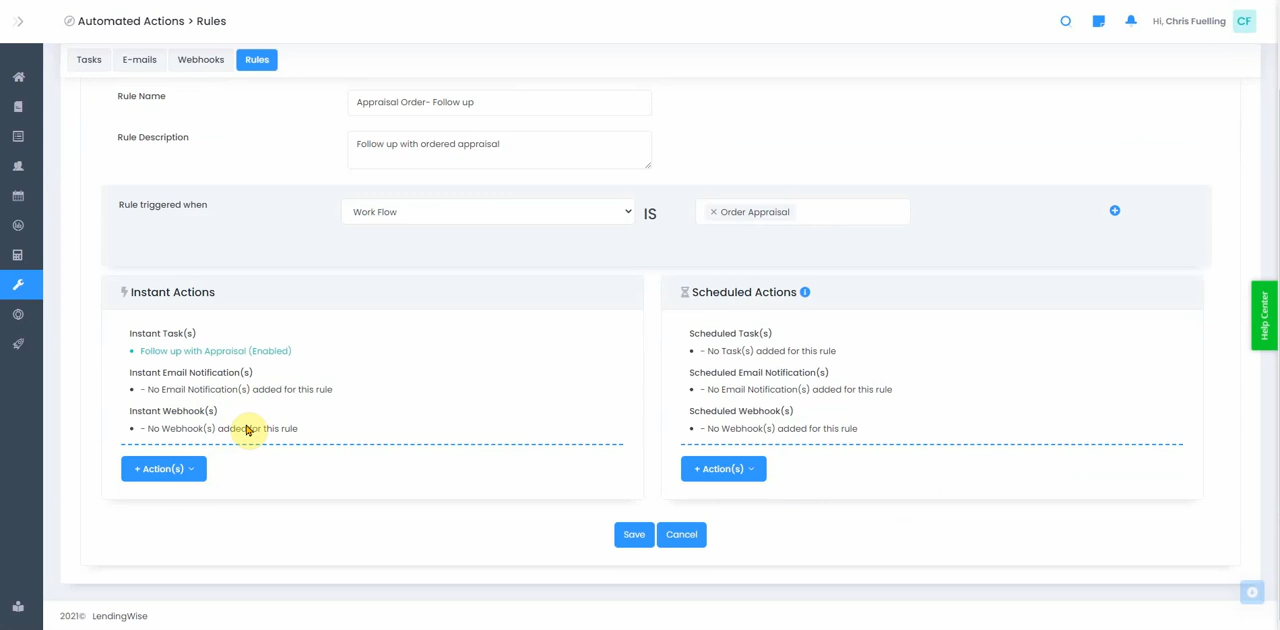 Automated Actions > Rules
Hi, Chris Fuelling CF
Tasks E-mails Webhooks Rules
Rule Name
Appraisal Order- Follow up
Rule Description
Follow up with ordered appraisal
Rule triggered when
Work Flow
IS
× Order Appraisal
Instant Actions
Instant Task(s)
Follow up with Appraisal (Enabled)
Instant Email Notification(s)
- No Email Notification(s) added for this rule
Instant Webhook(s)
- No Webhook(s) added for this rule
+ Action(s)
Scheduled Actions
Scheduled Task(s)
- No Task(s) added for this rule
Scheduled Email Notification(s)
- No Email Notification(s) added for this rule
Scheduled Webhook(s)
- No Webhook(s) added for this rule
+ Action(s)
Save Cancel
Help Center
2021© LendingWise